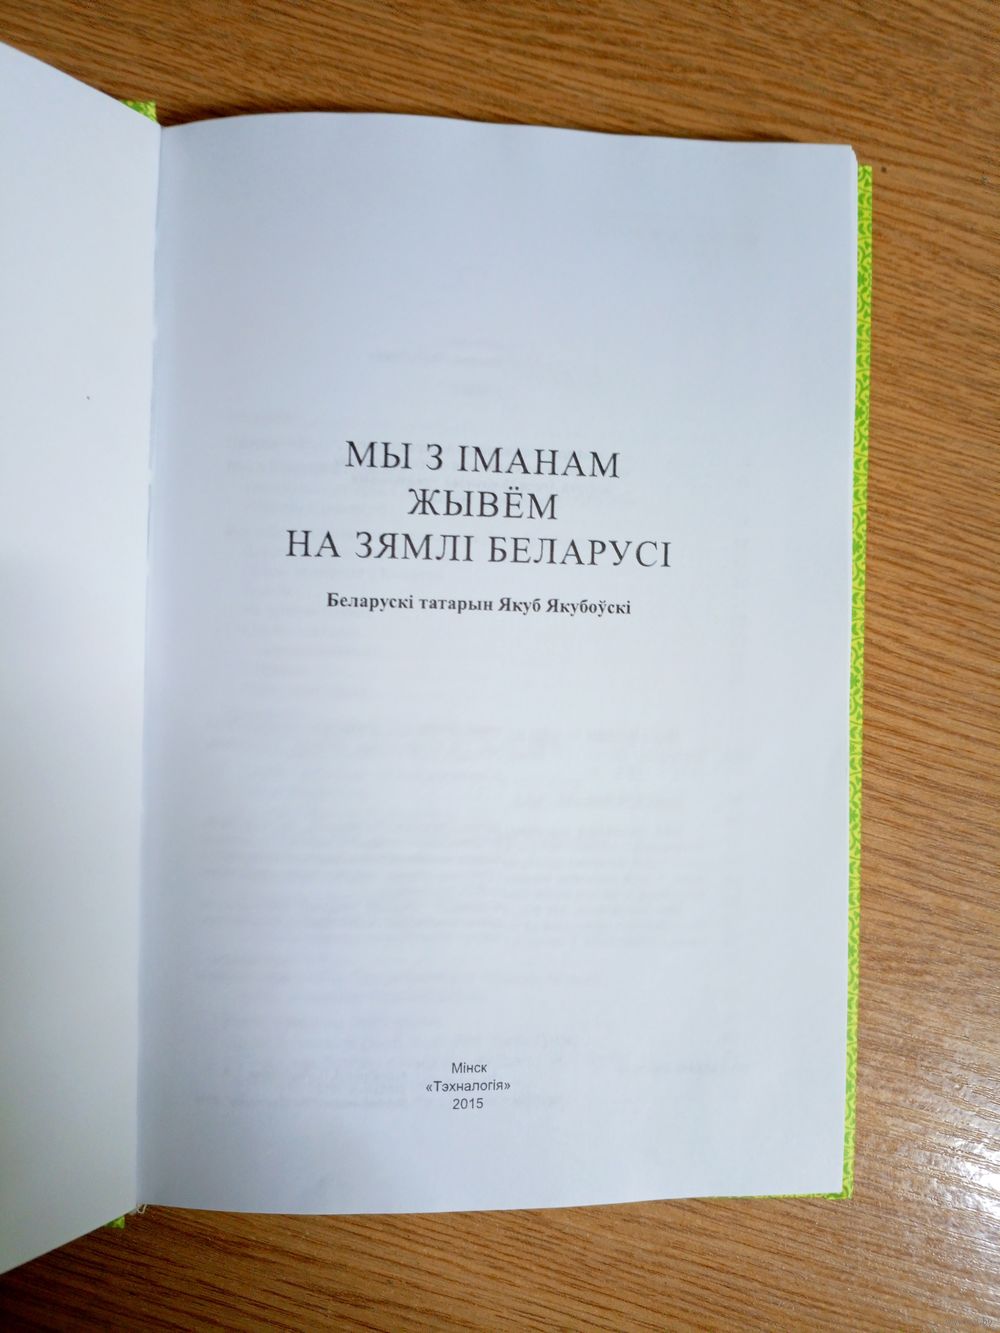 МЫ З ІМАНАМ
ЖЫВЁМ
НА ЗЯМЛІ БЕЛАРУСІ
Беларускі татарын Якуб Якубоўскі
Мінск
«Тэхналогія»
2015